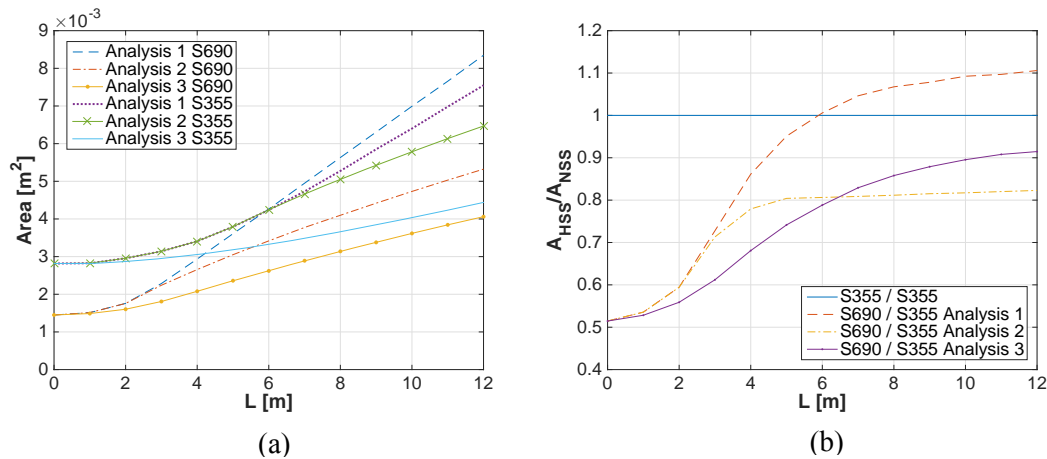 ×10⁻³
9
8
7
6
5
4
3
2
1
0
Area [m²]
Analysis 1 S690
Analysis 2 S690
Analysis 3 S690
Analysis 1 S355
Analysis 2 S355
Analysis 3 S355
0 2 4 6 8 10 12
L [m]
(a)
1.2
1.1
1
0.9
0.8
0.7
0.6
0.5
0.4
A_HSS/A_NSS
S355 / S355
S690 / S355 Analysis 1
S690 / S355 Analysis 2
S690 / S355 Analysis 3
0 2 4 6 8 10 12
L [m]
(b)